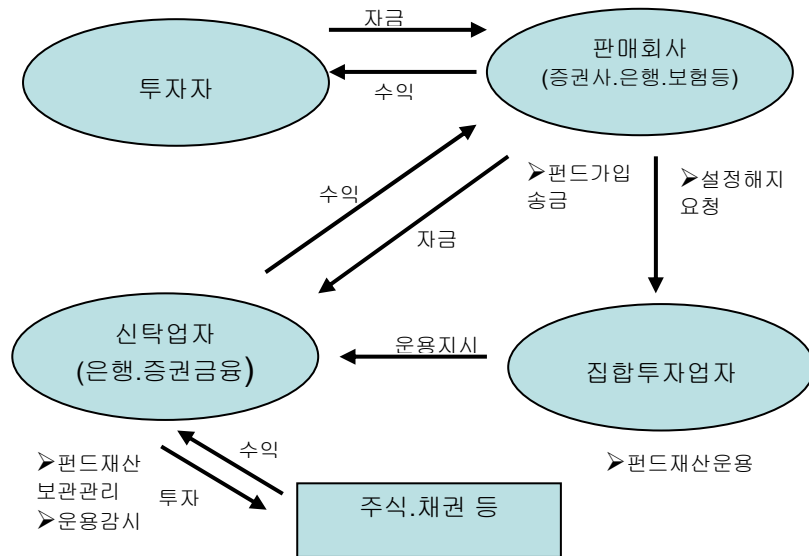 자금
투자자
판매회사
(증권사.은행.보험등)
수익
수익
자금
➢펀드가입
송금
➢설정해지
요청
신탁업자
(은행.증권금융)
운용지시
집합투자업자
➢펀드재산
보관관리
➢운용감시
수익
투자
➢펀드재산운용
주식.채권 등